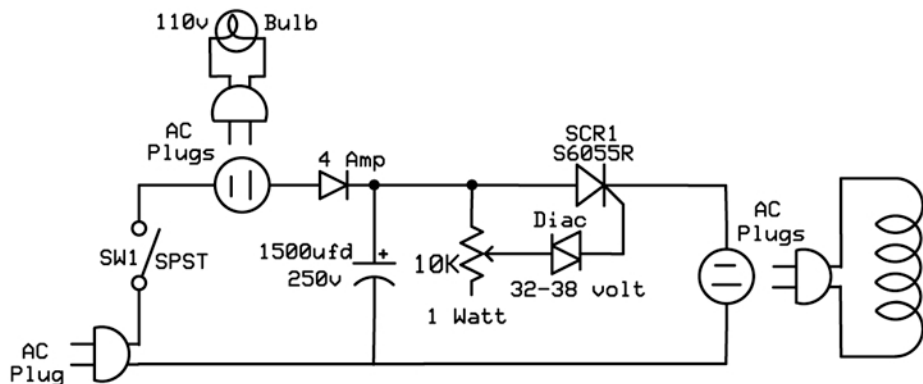 110v
Bulb
AC
Plugs
4 Amp
SCR1
S6055R
SW1
SPST
1500ufd
+
250v
10K
Diac
32-38 volt
1 Watt
AC
Plugs
AC
Plug